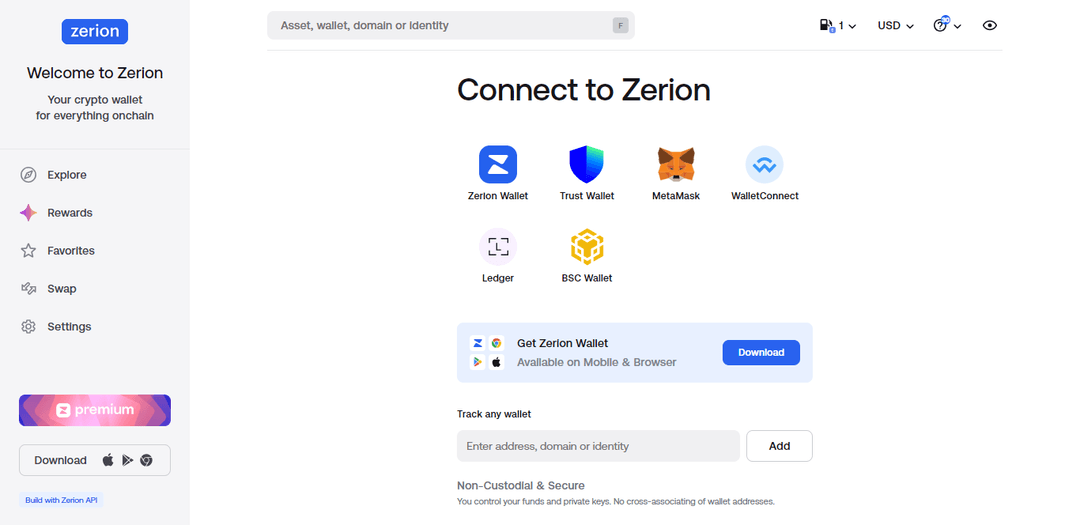 zerion
Welcome to Zerion
Your crypto wallet
for everything onchain
Explore
Rewards
Favorites
Swap
Settings
premium
Download
Build with Zerion API
Asset, wallet, domain or identity
F
1
USD
Connect to Zerion
Zerion Wallet
Trust Wallet
MetaMask
WalletConnect
L
Ledger
BSC Wallet
Get Zerion Wallet
Available on Mobile & Browser
Download
Track any wallet
Enter address, domain or identity
Add
Non-Custodial & Secure
You control your funds and private keys. No cross-associating of wallet addresses.